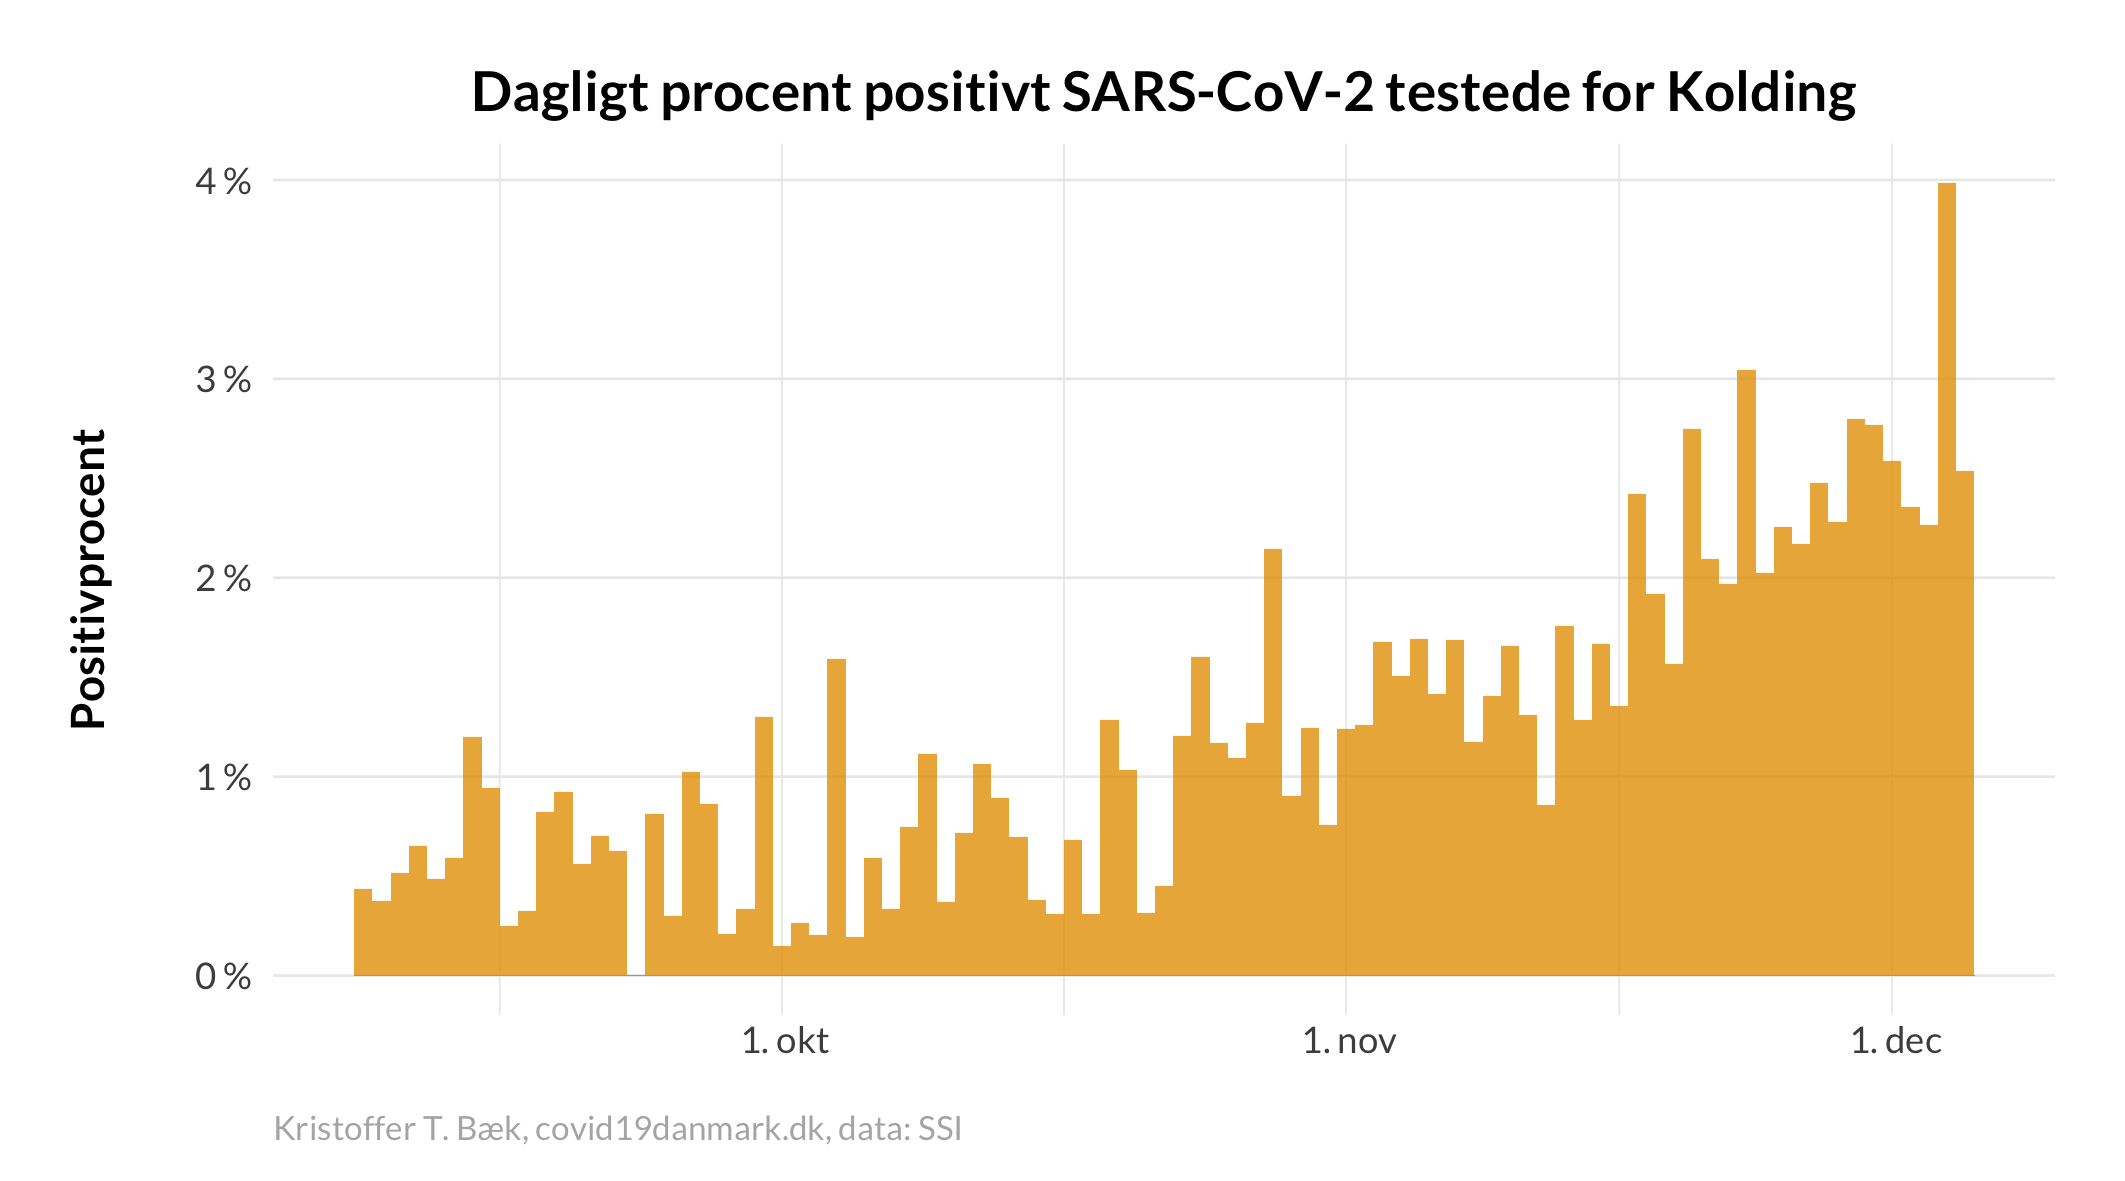 Dagligt procent positivt SARS-CoV-2 testede for Kolding
Positivprocent
4 %
3 %
2 %
1 %
0 %
1. okt
1. nov
1. dec
Kristoffer T. Bæk, covid19danmark.dk, data: SSI